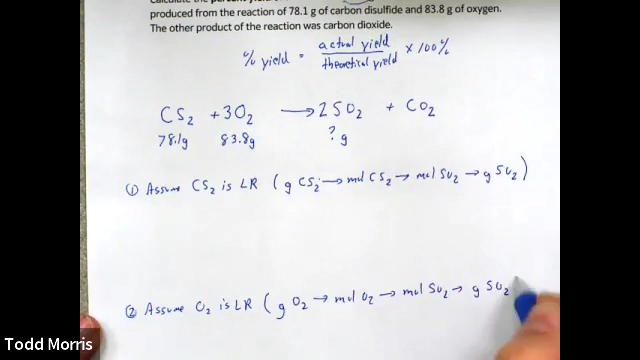 produced from the reaction of 78.1 g of carbon disulfide and 83.8 g of oxygen.
The other product of the reaction was carbon dioxide.
% yield = actual yield / theoretical yield × 100%
CS₂ + 3O₂ → 2SO₂ + CO₂
78.1g 83.8g ? g
① Assume CS₂ is LR ( g CS₂ → mol CS₂ → mol SO₂ → g SO₂ )
② Assume O₂ is LR ( g O₂ → mol O₂ → mol SO₂ → g SO₂
Todd Morris